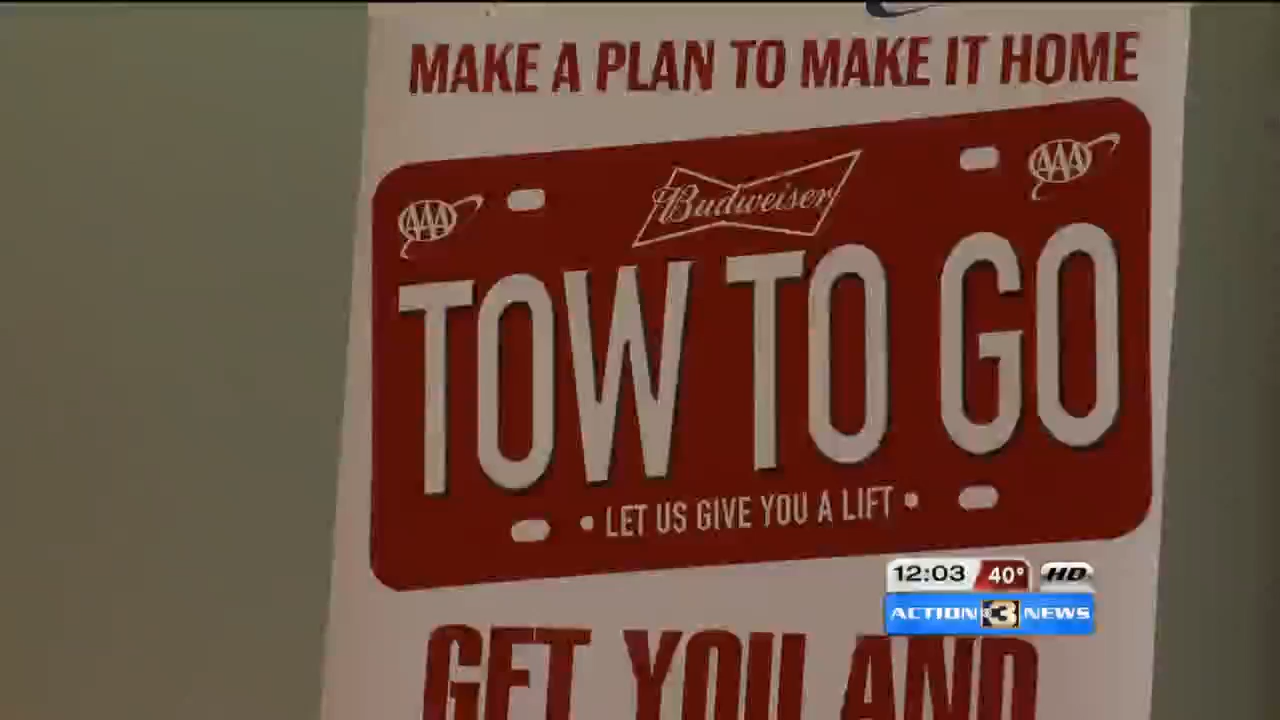 MAKE A PLAN TO MAKE IT HOME
AAA
Budweiser
AAA
TOW TO GO
• LET US GIVE YOU A LIFT •
GET YOU AND
12:03 40° HD
ACTION 3 NEWS